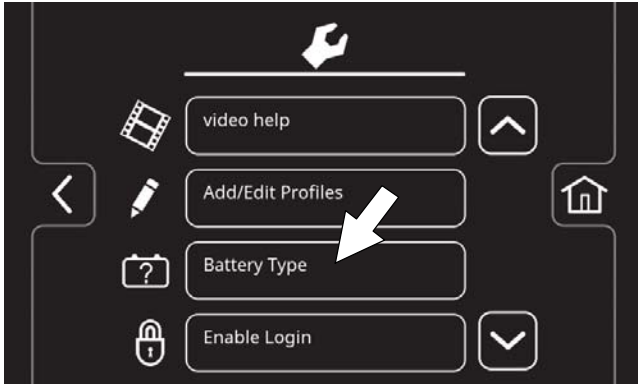 video help
Add/Edit Profiles
Battery Type
?
Enable Login